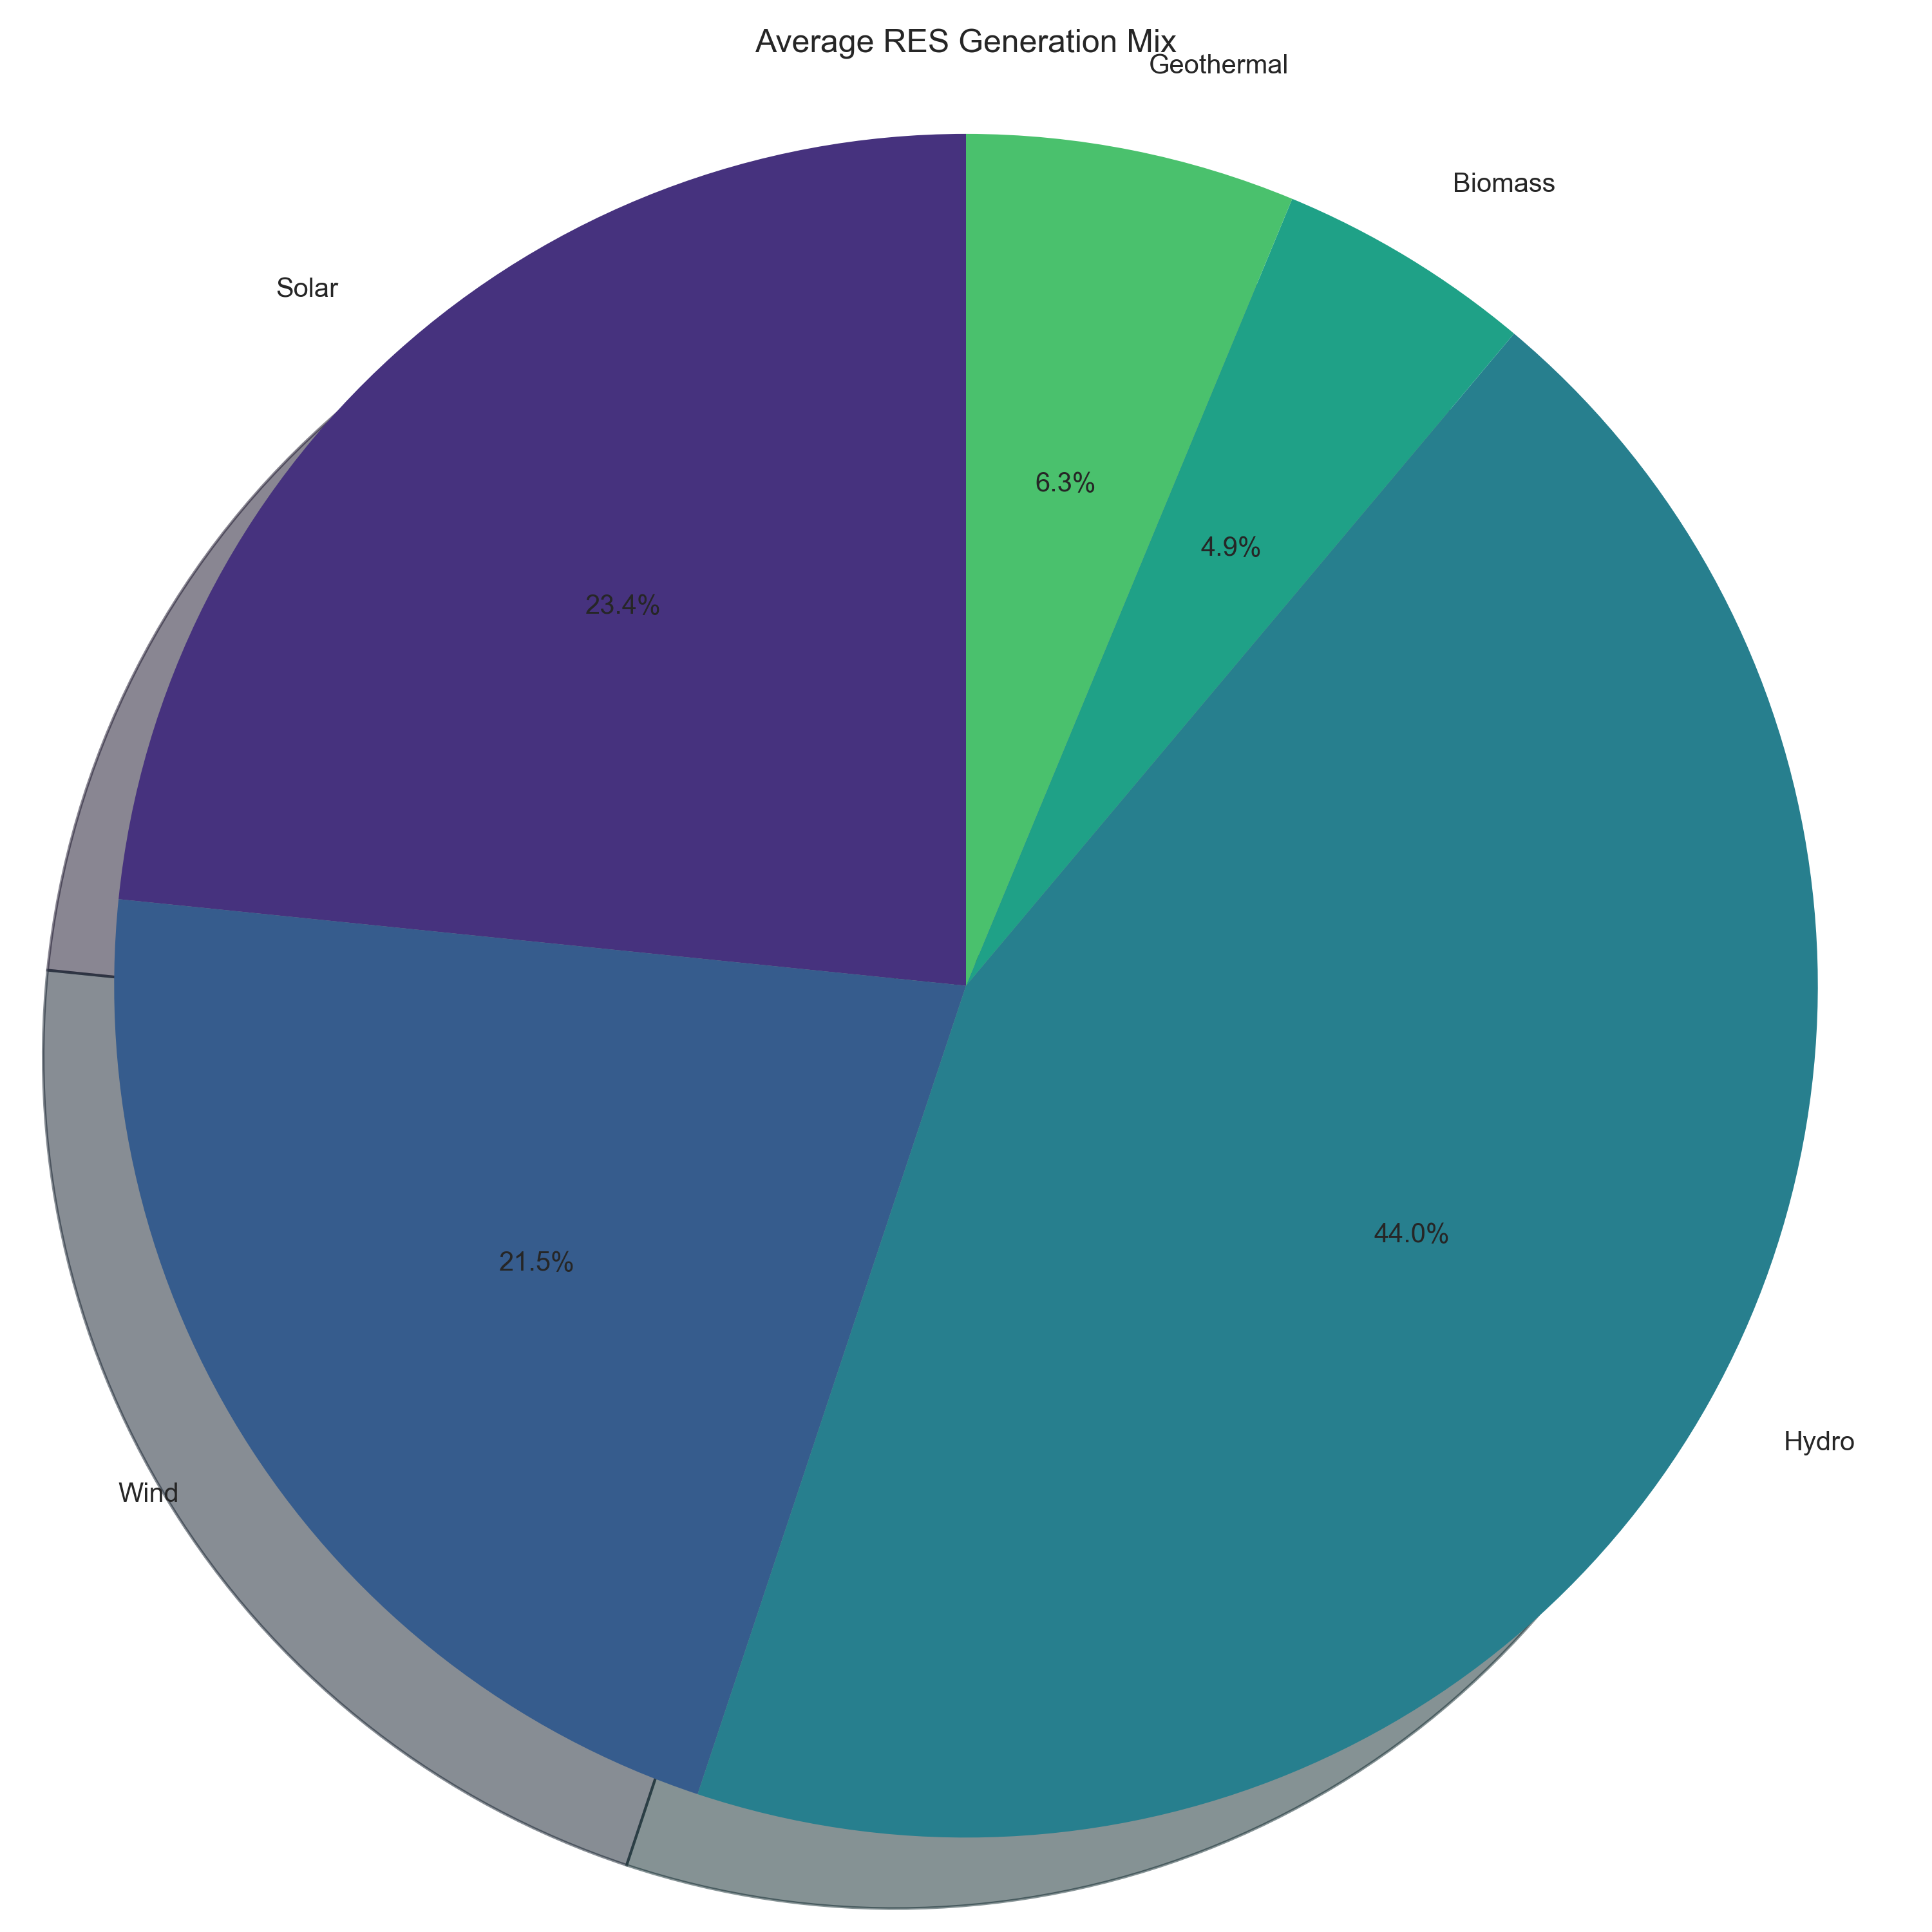 Average RES Generation Mix
Geothermal
Biomass
Solar
6.3%
4.9%
23.4%
44.0%
21.5%
Hydro
Wind